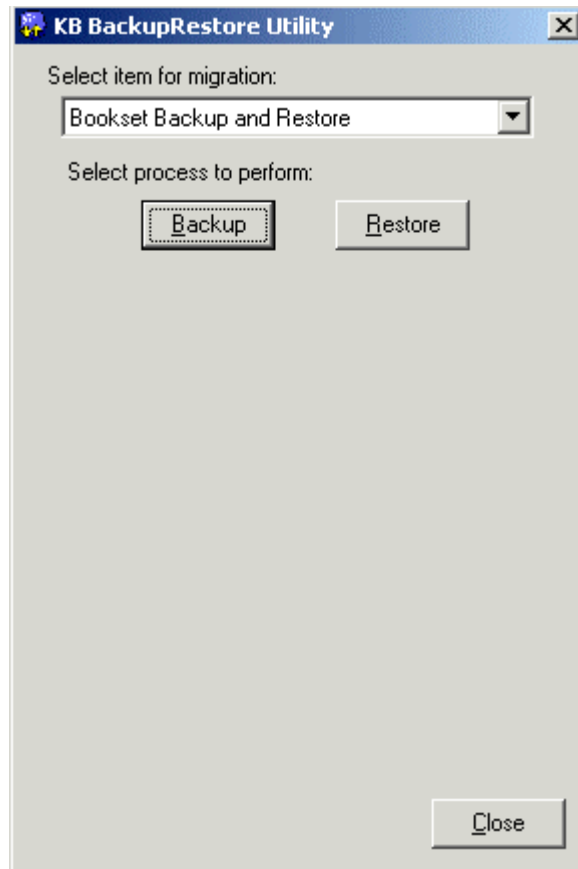 KB BackupRestore Utility
Select item for migration:
Bookset Backup and Restore
Select process to perform:
Backup Restore
Close